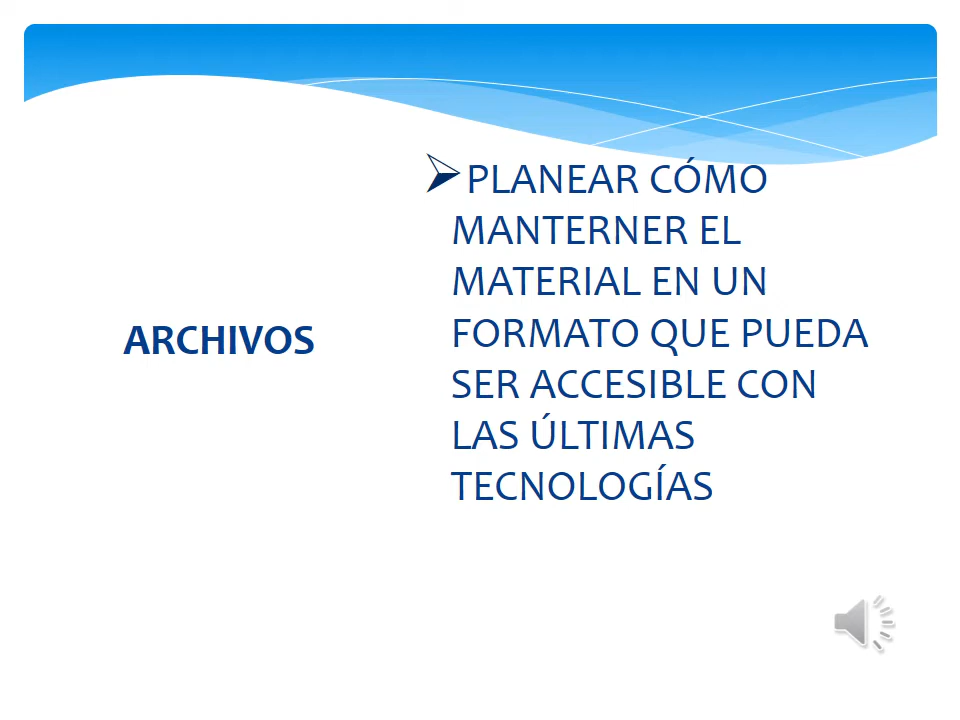 ARCHIVOS
PLANEAR CÓMO
MANTERNER EL
MATERIAL EN UN
FORMATO QUE PUEDA
SER ACCESIBLE CON
LAS ÚLTIMAS
TECNOLOGÍAS